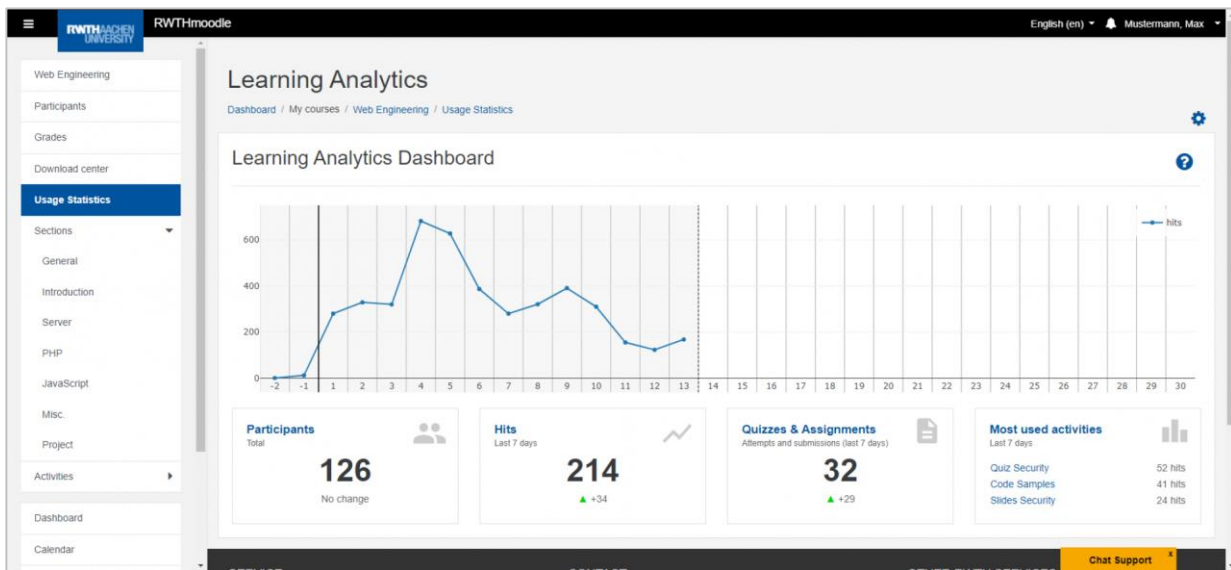 RWTHAACHEN
UNIVERSITY
RWTHmoodle
English (en)
Mustermann, Max
Web Engineering
Participants
Grades
Download center
Usage Statistics
Sections
General
Introduction
Server
PHP
JavaScript
Misc.
Project
Activities
Dashboard
Calendar
Learning Analytics
Dashboard / My courses / Web Engineering / Usage Statistics
Learning Analytics Dashboard
?
hits
600
400
200
0
-2 -1 1 2 3 4 5 6 7 8 9 10 11 12 13 14 15 16 17 18 19 20 21 22 23 24 25 26 27 28 29 30
Participants
Total
126
No change
Hits
Last 7 days
214
+34
Quizzes & Assignments
Attempts and submissions (last 7 days)
32
+29
Most used activities
Last 7 days
Quiz Security 52 hits
Code Samples 41 hits
Slides Security 24 hits
SERVICE CONTACT OTHER RWTH SERVICES
Chat Support x